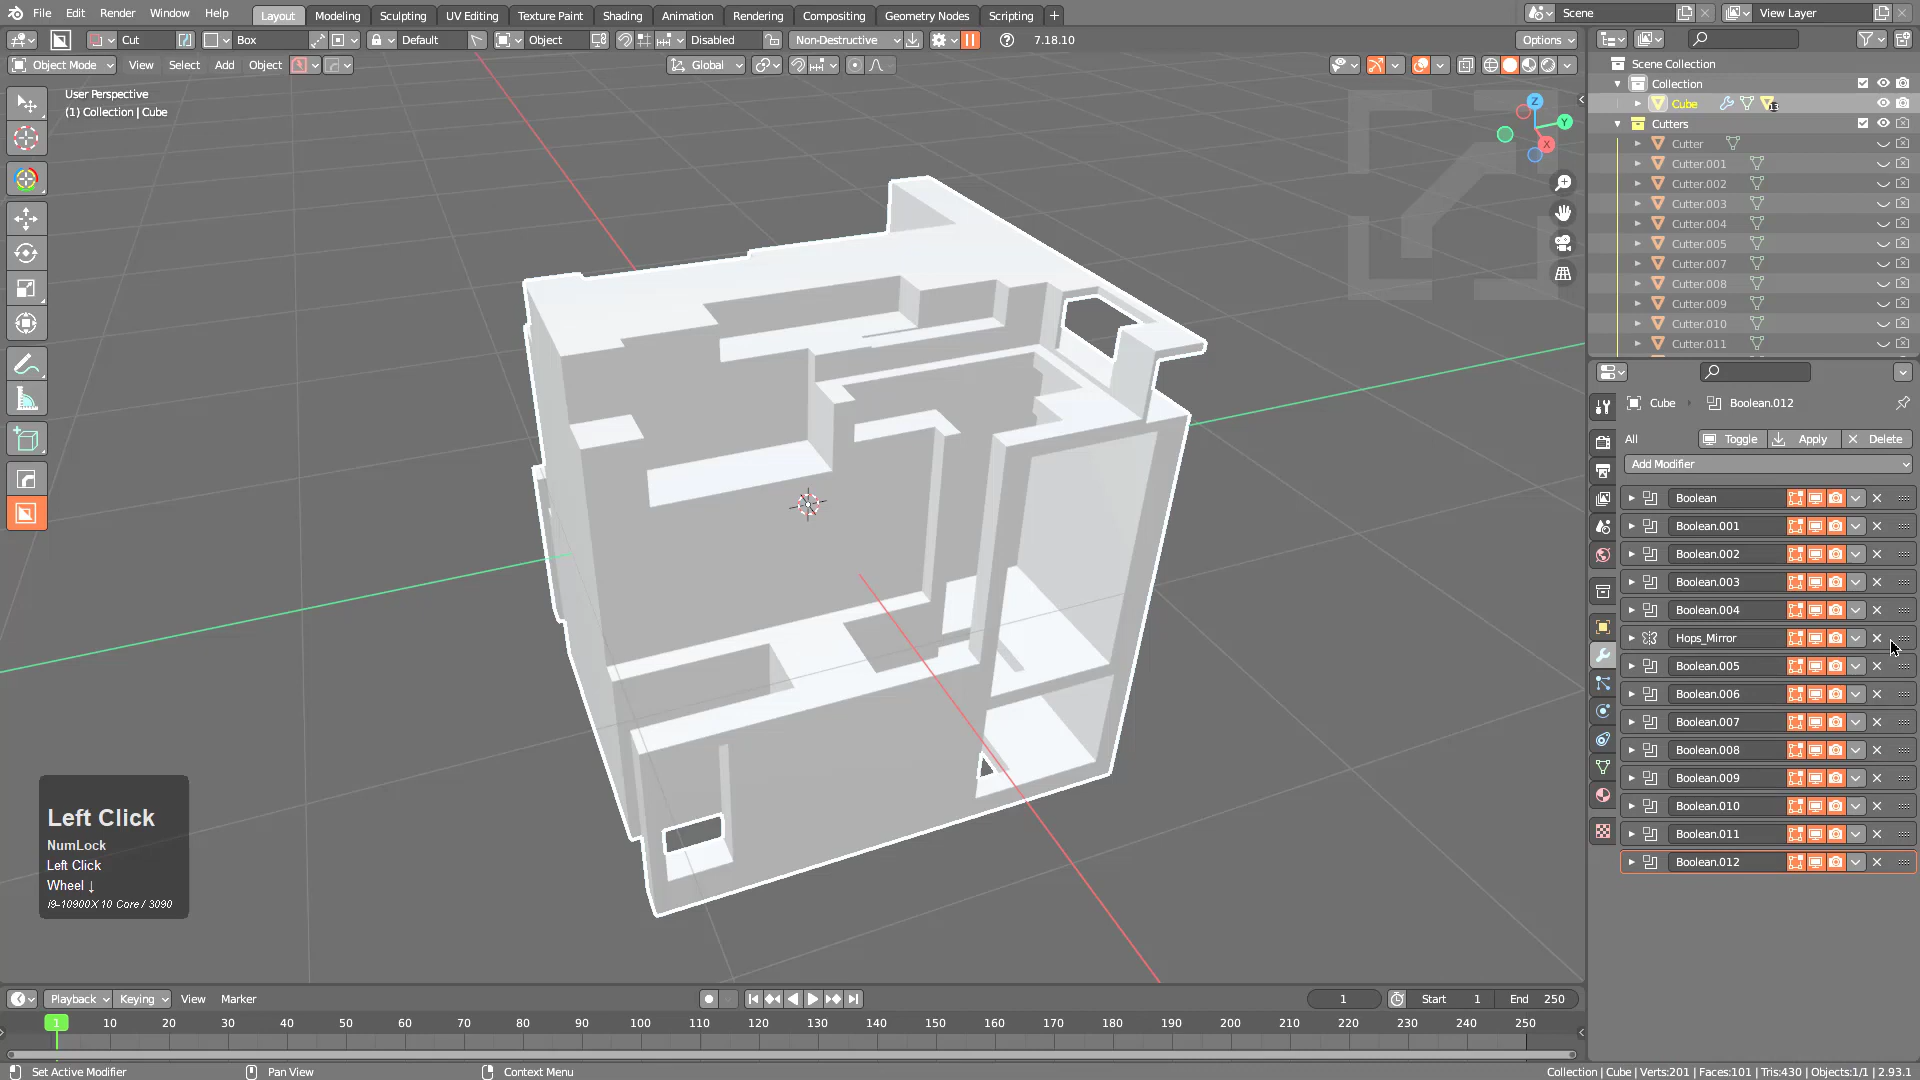 File Edit Render Window Help Layout Modeling Sculpting UV Editing Texture Paint Shading Animation Rendering Compositing Geometry Nodes Scripting + Scene View Layer
Cut Box Default Object Disabled Non-Destructive 7.18.10 Options
Object Mode View Select Add Object Global
User Perspective
(1) Collection | Cube
Z
Y
X
Scene Collection
Collection
Cube 13
Cutters
Cutter
Cutter.001
Cutter.002
Cutter.003
Cutter.004
Cutter.005
Cutter.007
Cutter.008
Cutter.009
Cutter.010
Cutter.011
Cube Boolean.012
All Toggle Apply Delete
Add Modifier
Boolean
Boolean.001
Boolean.002
Boolean.003
Boolean.004
Hops_Mirror
Boolean.005
Boolean.006
Boolean.007
Boolean.008
Boolean.009
Boolean.010
Boolean.011
Boolean.012
Left Click
NumLock
Left Click
Wheel ↓
i9-10900X 10 Core / 3090
Playback Keying View Marker 1 Start 1 End 250
1 10 20 30 40 50 60 70 80 90 100 110 120 130 140 150 160 170 180 190 200 210 220 230 240 250
Set Active Modifier Pan View Context Menu Collection | Cube | Verts:201 | Faces:101 | Tris:430 | Objects:1/1 | 2.93.1